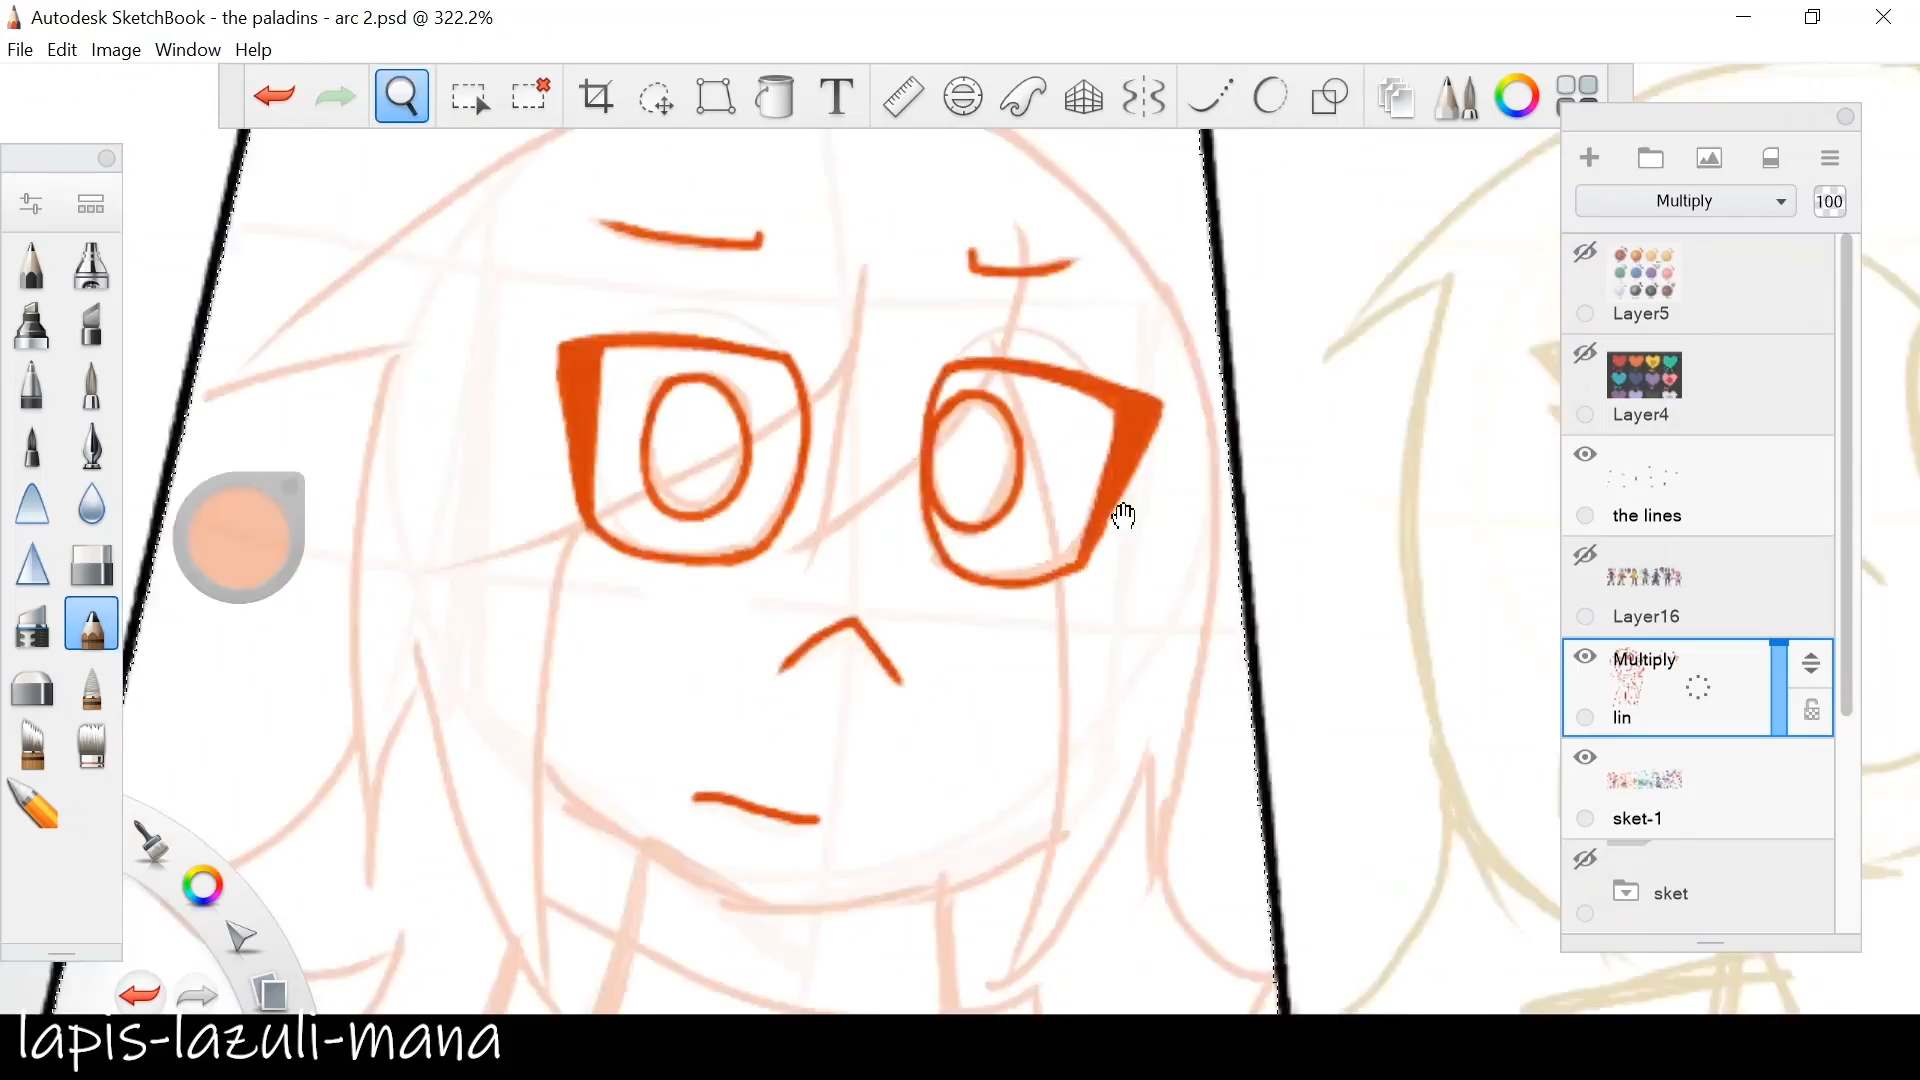 Autodesk SketchBook - the paladins - arc 2.psd @ 322.2%
File Edit Image Window Help
T
Multiply 100
Layer5
Layer4
the lines
Layer16
Multiply
lin
sket-1
sket
lapis-lazuli-mana